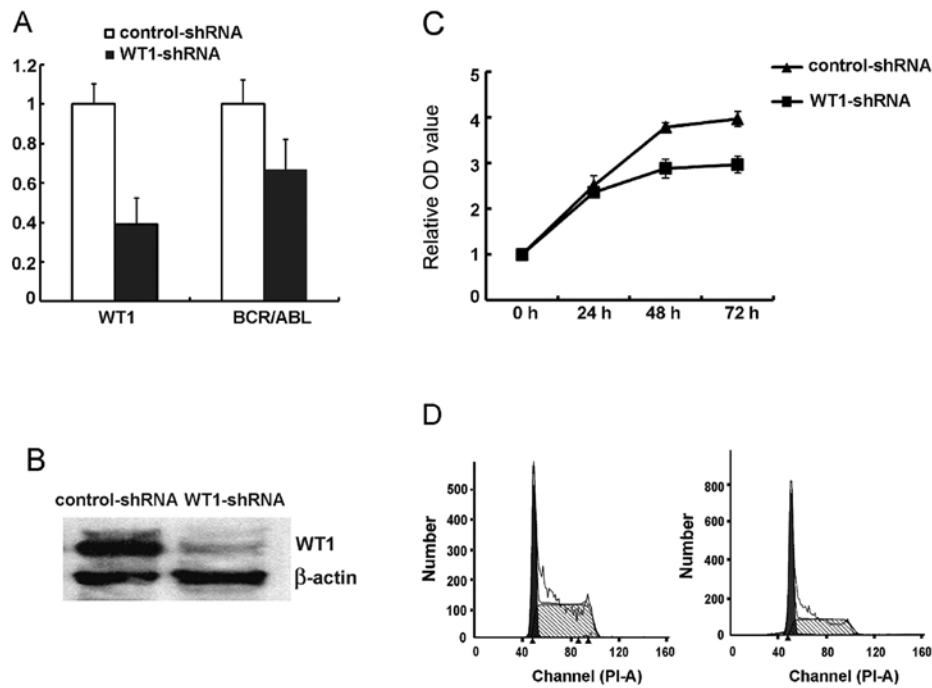 A
control-shRNA
WT1-shRNA
1.2
1
0.8
0.6
0.4
0.2
0
WT1 BCR/ABL
B
control-shRNA WT1-shRNA
WT1
β-actin
C
control-shRNA
WT1-shRNA
Relative OD value
5
4
3
2
1
0
0 h 24 h 48 h 72 h
D
Number
500
400
300
200
100
0
0 40 80 120 160
Channel (PI-A)
Number
800
600
400
200
0
0 40 80 120 160
Channel (PI-A)